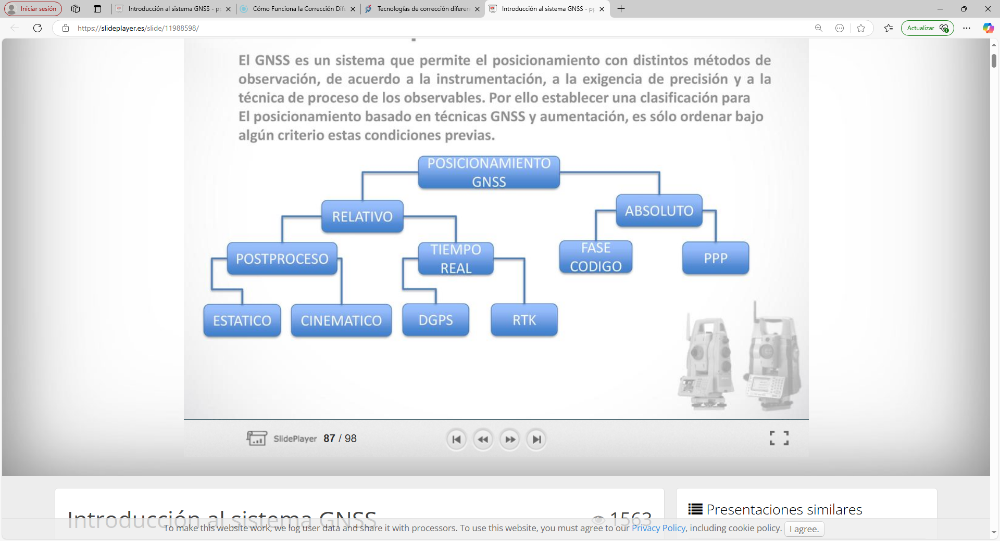 Iniciar sesión
Introducción al sistema GNSS - pp
Cómo Funciona la Corrección Dife
Tecnologías de corrección diferen
Introducción al sistema GNSS - pp
https://slideplayer.es/slide/11988598/
Actualizar
El GNSS es un sistema que permite el posicionamiento con distintos métodos de
observación, de acuerdo a la instrumentación, a la exigencia de precisión y a la
técnica de proceso de los observables. Por ello establecer una clasificación para
El posicionamiento basado en técnicas GNSS y aumentación, es sólo ordenar bajo
algún criterio estas condiciones previas.
POSICIONAMIENTO
GNSS
RELATIVO
ABSOLUTO
POSTPROCESO
TIEMPO
REAL
FASE
CODIGO
PPP
ESTATICO
CINEMATICO
DGPS
RTK
SlidePlayer 87 / 98
Introducción al sistema GNSS
1563
Presentaciones similares
To make this website work, we log user data and share it with processors. To use this website, you must agree to our Privacy Policy, including cookie policy.
I agree.